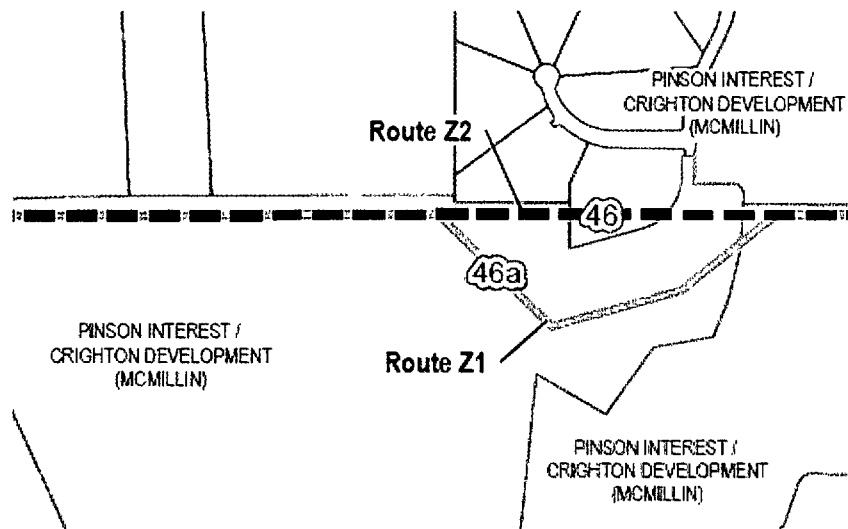 PINSON INTEREST /
CRIGHTON DEVELOPMENT
(MCMILLIN)
Route Z2
46
46a
PINSON INTEREST /
CRIGHTON DEVELOPMENT
(MCMILLIN)
Route Z1
PINSON INTEREST /
CRIGHTON DEVELOPMENT
(MCMILLIN)